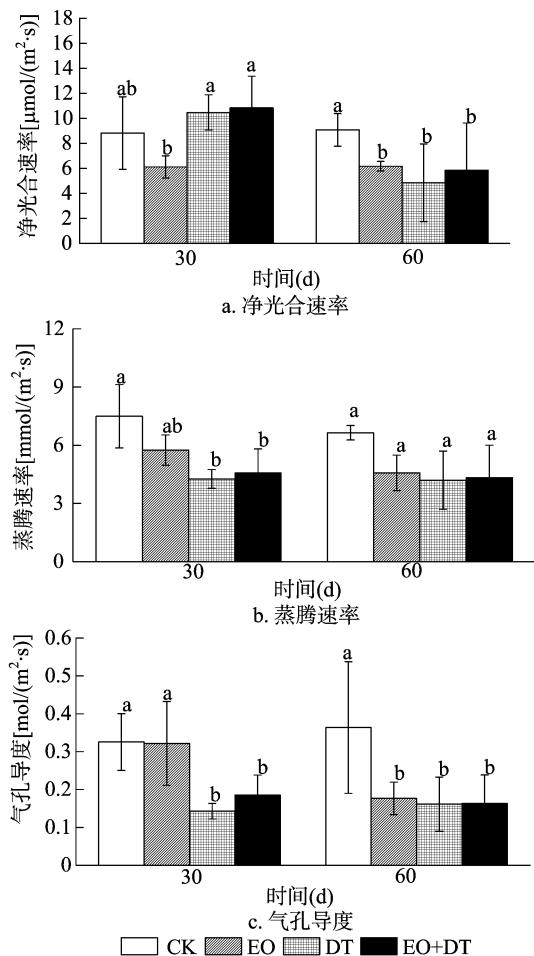 净光合速率[μmol/(m²·s)]
18
16
14
12
10
8
6
4
2
0
ab
b
a
a
a
b
b
b
30
60
时间(d)
a. 净光合速率
蒸腾速率[mmol/(m²·s)]
12
9
6
3
0
a
ab
b
b
a
a
a
a
30
60
时间(d)
b. 蒸腾速率
气孔导度[mol/(m²·s)]
0.6
0.5
0.4
0.3
0.2
0.1
0
a
a
b
b
a
b
b
b
30
60
时间(d)
c. 气孔导度
CK EO DT EO+DT